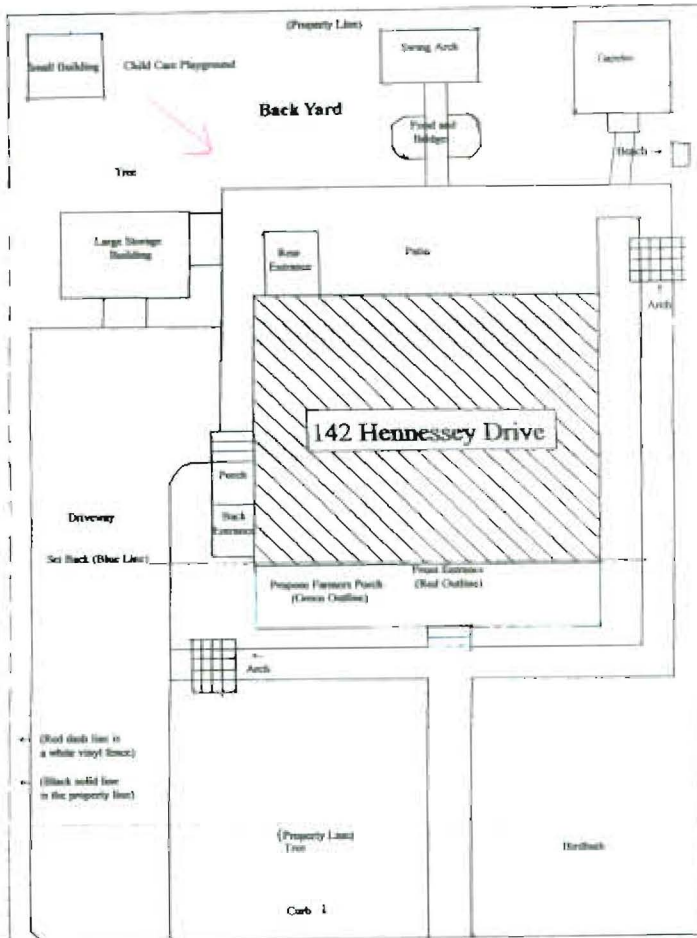 (Property Line)
Small Building
Child Care Playground
Swing Arch
Gazebo
Back Yard
Pond and
Bridge
Bench →
Tree
Large Storage
Building
Rear
Entrance
Patio
Arch
142 Hennessey Drive
Porch
Back
Entrance
Driveway
Set Back (Blue Line)
Propose Farmers Porch
(Green Outline)
Front Entrance
(Red Outline)
←
Arch
← (Red dash line is
a white vinyl fence)
← (Black solid line
is the property line)
(Property Line)
Tree
Birdbath
Curb